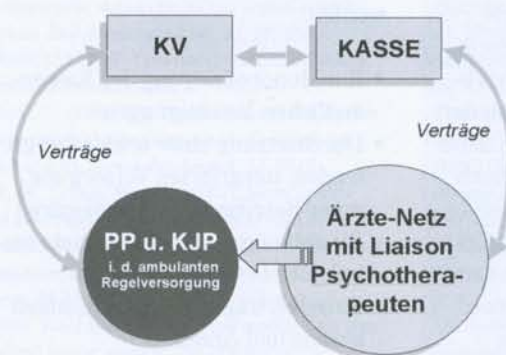 KV
KASSE
Verträge
Verträge
PP u. KJP
i. d. ambulanten
Regelversorgung
Ärzte-Netz
mit Liaison
Psychothera-
peuten